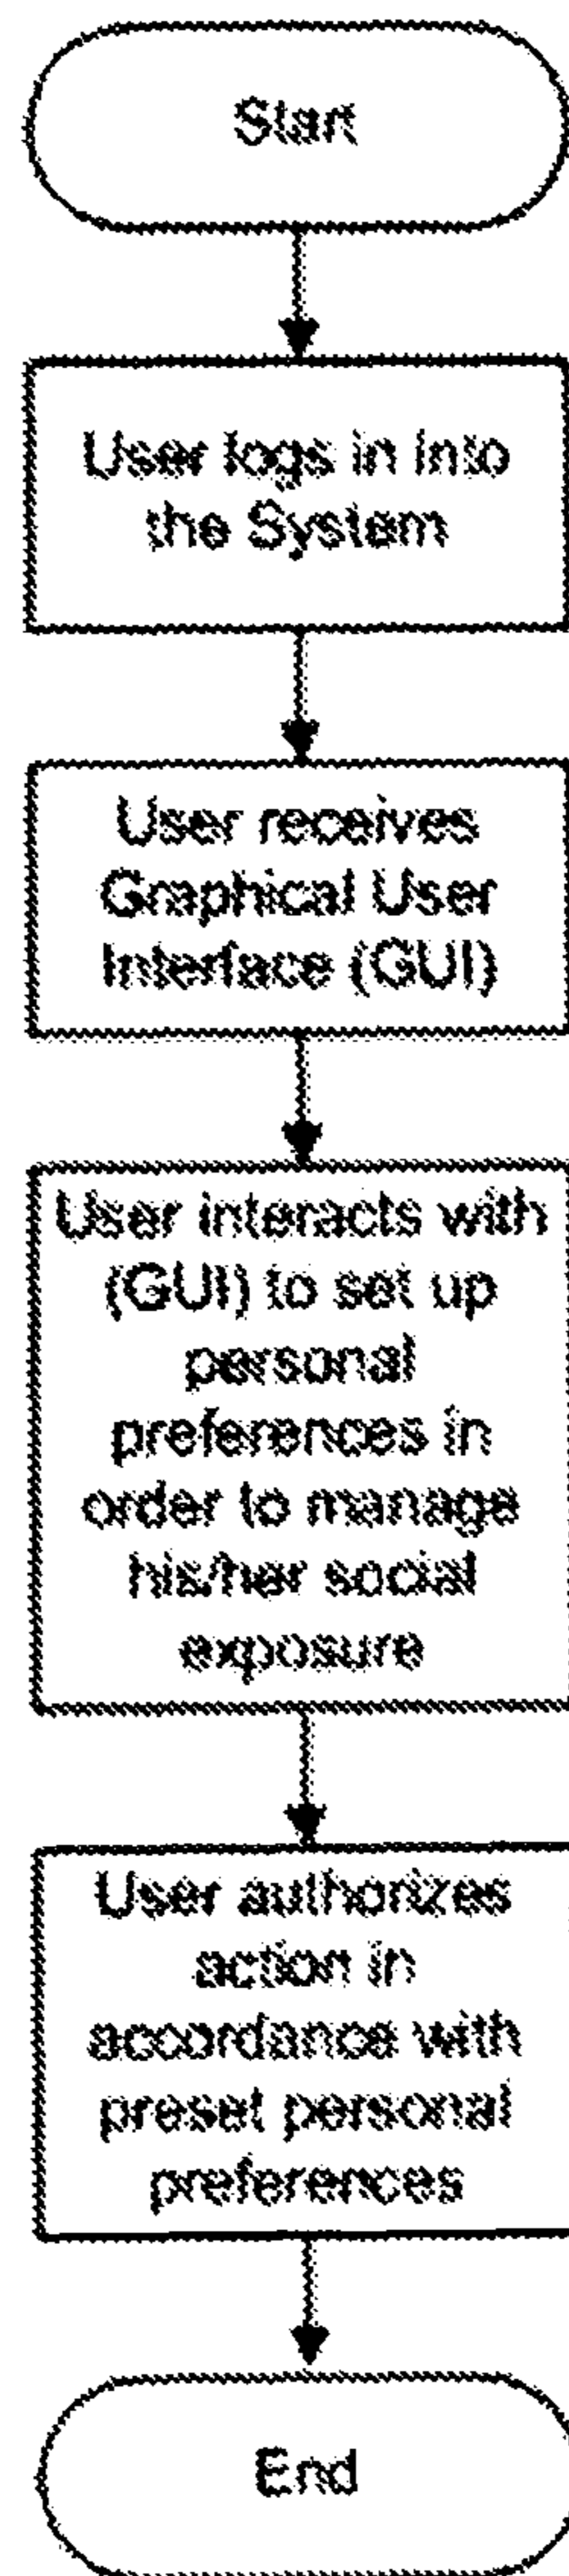 Start
User logs in into
the System
User receives
Graphical User
Interface (GUI)
User interacts with
(GUI) to set up
personal
preferences in
order to manage
his/her social
exposure
User authorizes
action in
accordance with
preset personal
preferences
End